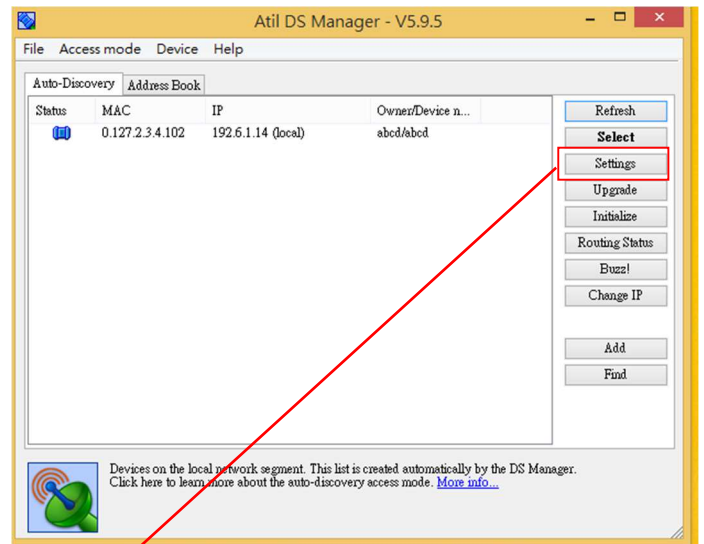 Atil DS Manager - V5.9.5
File Access mode Device Help
Auto-Discovery Address Book
Status MAC IP Owner/Device n...
0.127.2.3.4.102 192.6.1.14 (local) abcd/abcd
Refresh
Select
Settings
Upgrade
Initialize
Routing Status
Buzz!
Change IP
Add
Find
Devices on the local network segment. This list is created automatically by the DS Manager.
Click here to learn more about the auto-discovery access mode. More info...